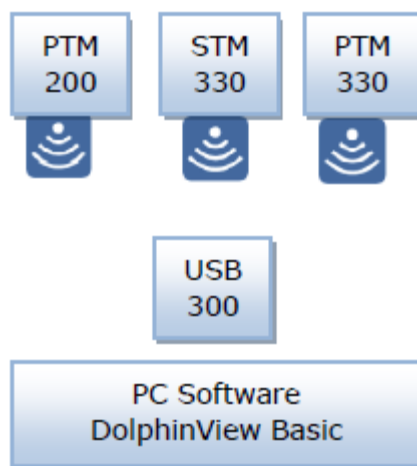 PTM
200
STM
330
PTM
330
USB
300
PC Software
DolphinView Basic